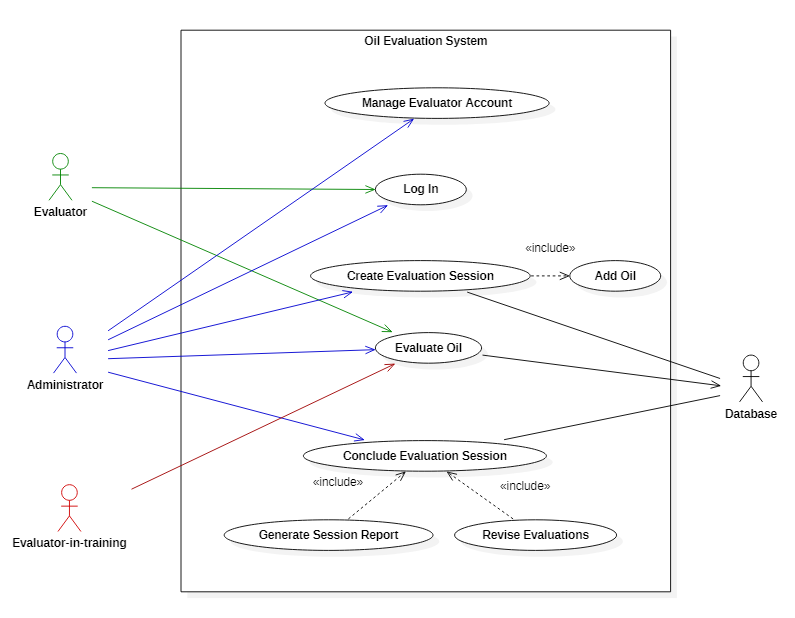 Oil Evaluation System
Manage Evaluator Account
Log In
Evaluator
«include»
Create Evaluation Session
Add Oil
Evaluate Oil
Administrator
Database
Conclude Evaluation Session
«include»
«include»
Generate Session Report
Revise Evaluations
Evaluator-in-training